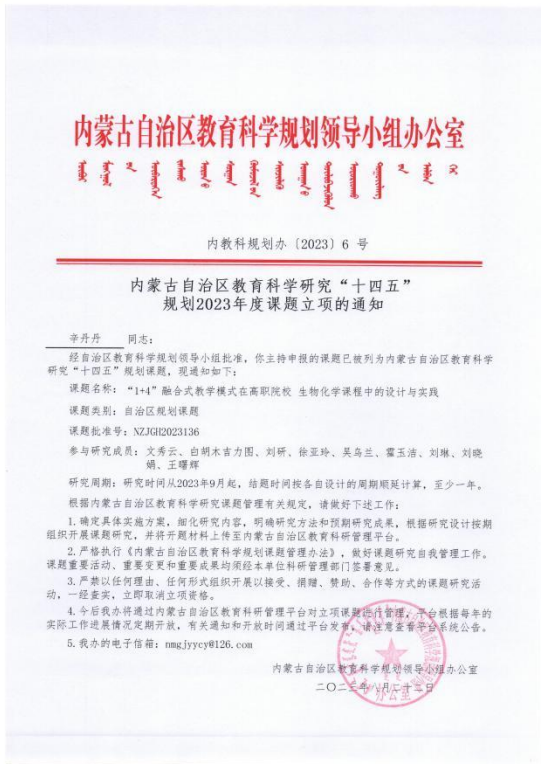 内蒙古自治区教育科学规划领导小组办公室
内教科规划办〔2023〕6 号
内蒙古自治区教育科学研究“十四五”
规划2023年度课题立项的通知
辛丹丹 同志：
经自治区教育科学规划领导小组批准，你主持申报的课题已被列为内蒙古自治区教育科学
研究“十四五”规划课题，现通知如下：
课题名称：“1+4”融合式教学模式在高职院校 生物化学课程中的设计与实践
课题类别：自治区规划课题
课题批准号：NZJGH2023136
参与研究成员：文秀云、白胡木吉力图、刘研、徐亚玲、吴乌兰、霍玉洁、刘琳、刘晓
娟、王曙辉
研究周期：研究时间从2023年9月起，结题时间按各自设计的周期顺延计算，至少一年。
根据内蒙古自治区教育科学研究课题管理有关规定，请做好下述工作：
1.确定具体实施方案，细化研究内容，明确研究方法和预期研究成果，根据研究设计按期
组织开展课题研究，并将开题材料上传至内蒙古自治区教育科研管理平台。
2.严格执行《内蒙古自治区教育科学规划课题管理办法》，做好课题研究自我管理工作。
课题重要活动、重要变更和重要成果均须经本单位科研管理部门签署意见。
3.严禁以任何理由、任何形式组织开展以接受、捐赠、赞助、合作等方式的课题研究活
动，一经查实，立即取消立项资格。
4.今后我办将通过内蒙古自治区教育科研管理平台对立项课题进行管理，平台根据每年的
实际工作进展情况定期开放，有关通知和开放时间通过平台发布，请注意查看平台系统公告。
5.我办的电子信箱：nmgjyycy@126.com
内蒙古自治区教育科学规划领导小组办公室
二〇二三年八月二十二日